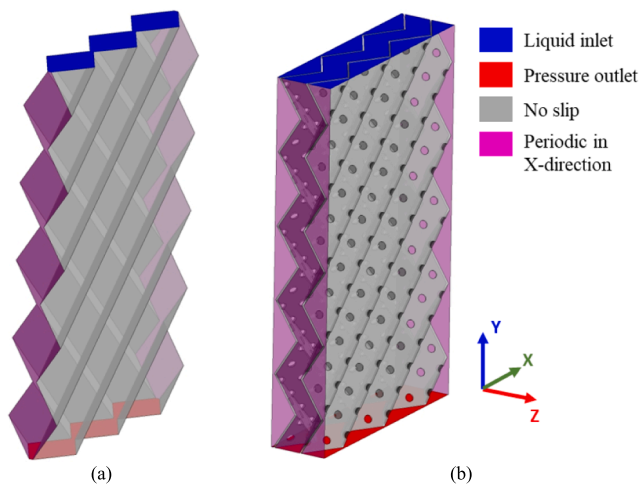 Liquid inlet
Pressure outlet
No slip
Periodic in
X-direction
Y
X
Z
(a)
(b)